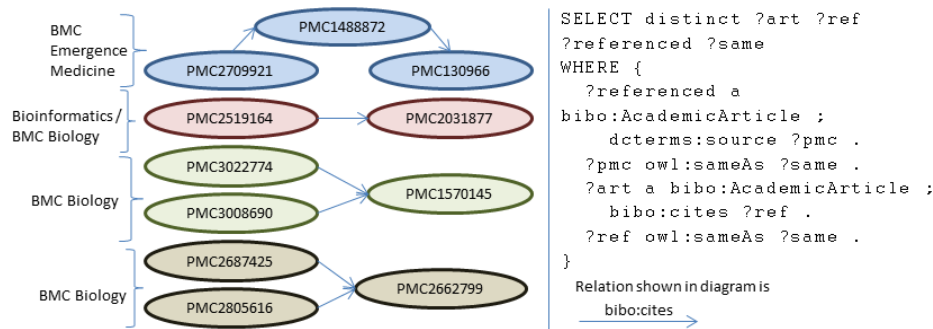 BMC
Emergence
Medicine
PMC1488872
PMC2709921
PMC130966
Bioinformatics/
BMC Biology
PMC2519164
PMC2031877
BMC Biology
PMC3022774
PMC3008690
PMC1570145
BMC Biology
PMC2687425
PMC2805616
PMC2662799
SELECT distinct ?art ?ref
?referenced ?same
WHERE {
?referenced a
bibo:AcademicArticle ;
dcterms:source ?pmc .
?pmc owl:sameAs ?same .
?art a bibo:AcademicArticle ;
bibo:cites ?ref .
?ref owl:sameAs ?same .
}
Relation shown in diagram is
bibo:cites